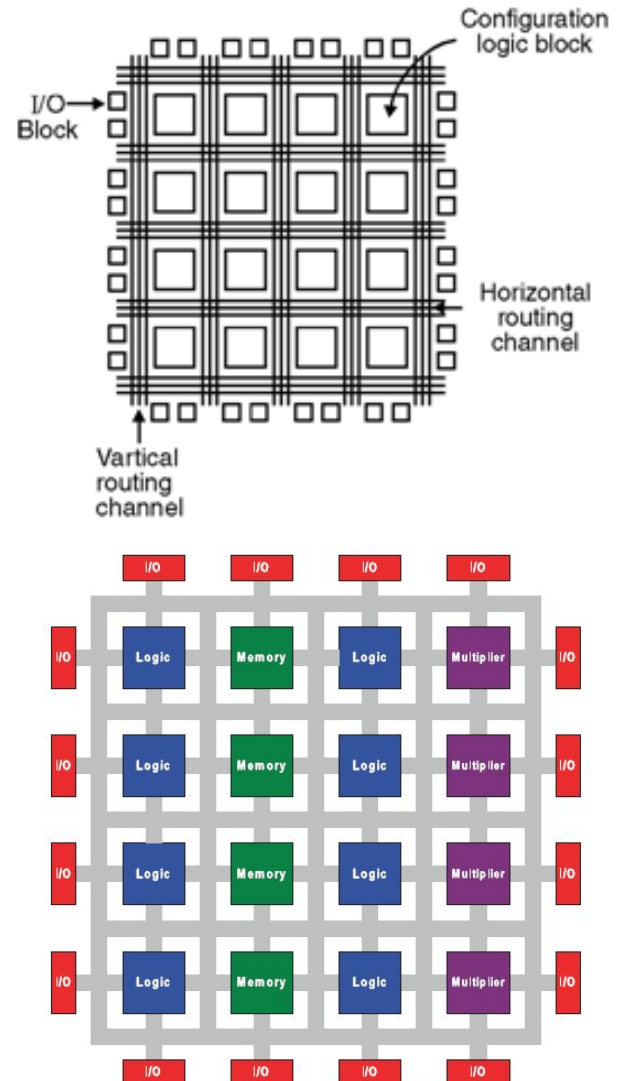 Configuration
logic block
I/O
Block
Horizontal
routing
channel
Vartical
routing
channel
I/O I/O I/O I/O
I/O Logic Memory Logic Multiplier I/O
I/O Logic Memory Logic Multiplier I/O
I/O Logic Memory Logic Multiplier I/O
I/O Logic Memory Logic Multiplier I/O
I/O I/O I/O I/O